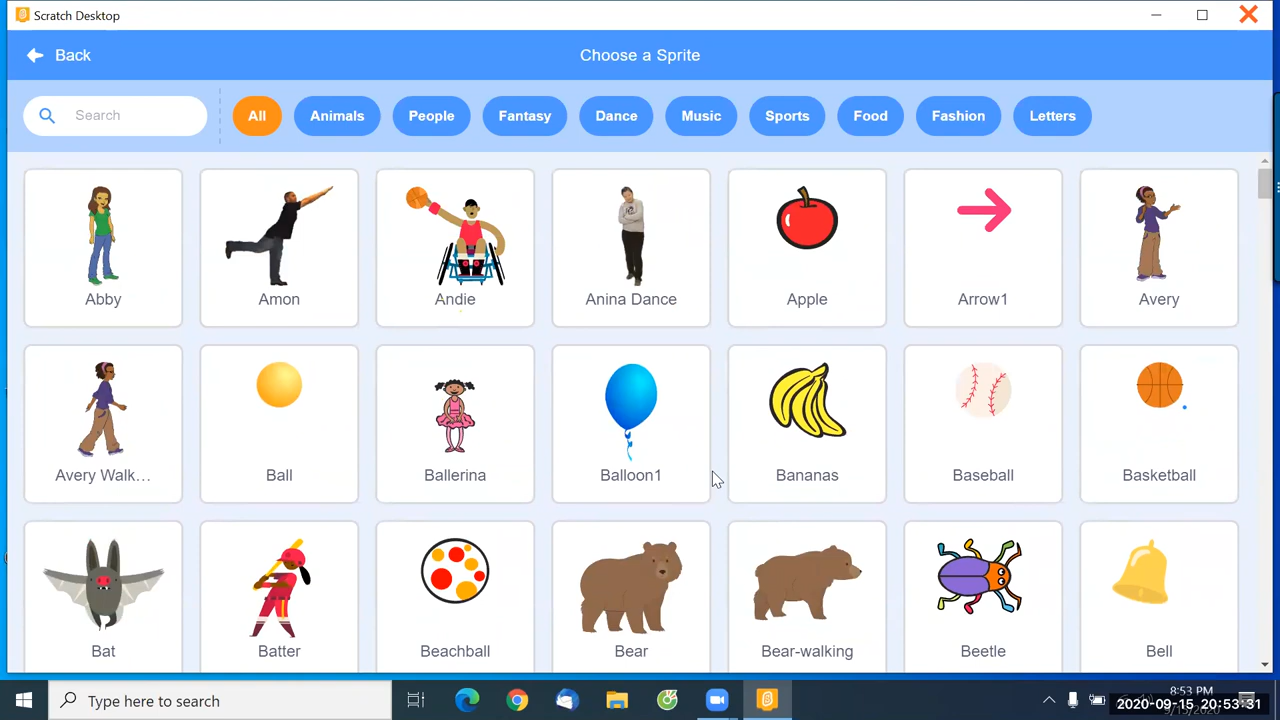 Scratch Desktop
Back
Choose a Sprite
Search
All
Animals
People
Fantasy
Dance
Music
Sports
Food
Fashion
Letters
Abby
Amon
Andie
Anina Dance
Apple
Arrow1
Avery
Avery Walk...
Ball
Ballerina
Balloon1
Bananas
Baseball
Basketball
Bat
Batter
Beachball
Bear
Bear-walking
Beetle
Bell
Type here to search
8:53 PM
2020-09-15 20:53:31